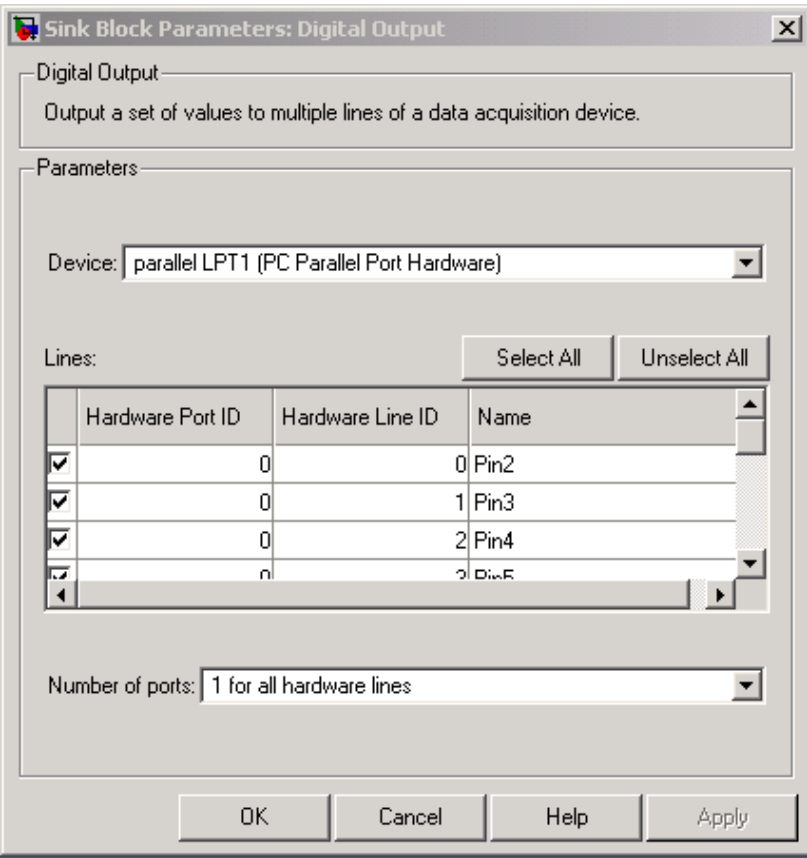 Sink Block Parameters: Digital Output
Digital Output
Output a set of values to multiple lines of a data acquisition device.
Parameters
Device: parallel LPT1 (PC Parallel Port Hardware)
Lines: Select All Unselect All
Hardware Port ID Hardware Line ID Name
0 0 Pin2
0 1 Pin3
0 2 Pin4
0 3 Pin5
Number of ports: 1 for all hardware lines
OK Cancel Help Apply